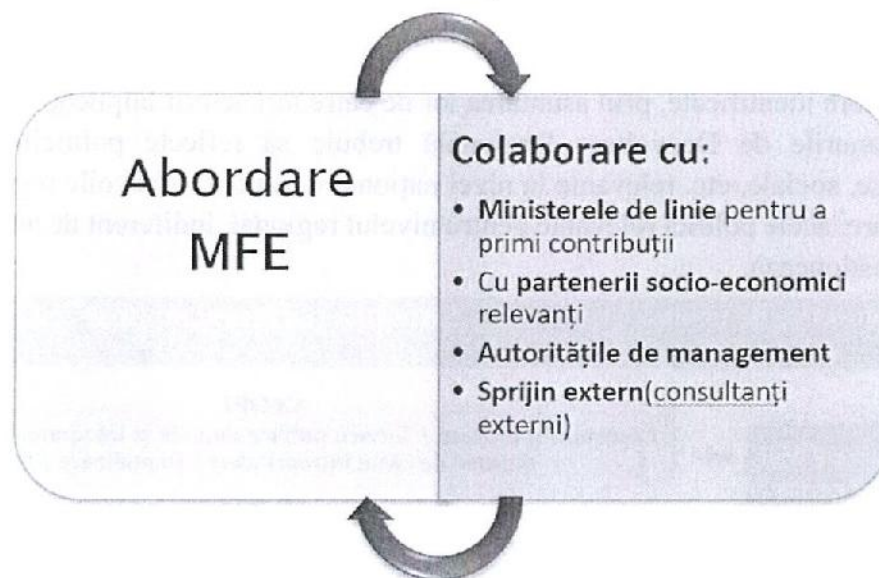 Abordare
MFE
Colaborare cu:
• Ministerele de linie pentru a
primi contribuții
• Cu partenerii socio-economici
relevanți
• Autoritățile de management
• Sprijin extern(consultanți
externi)